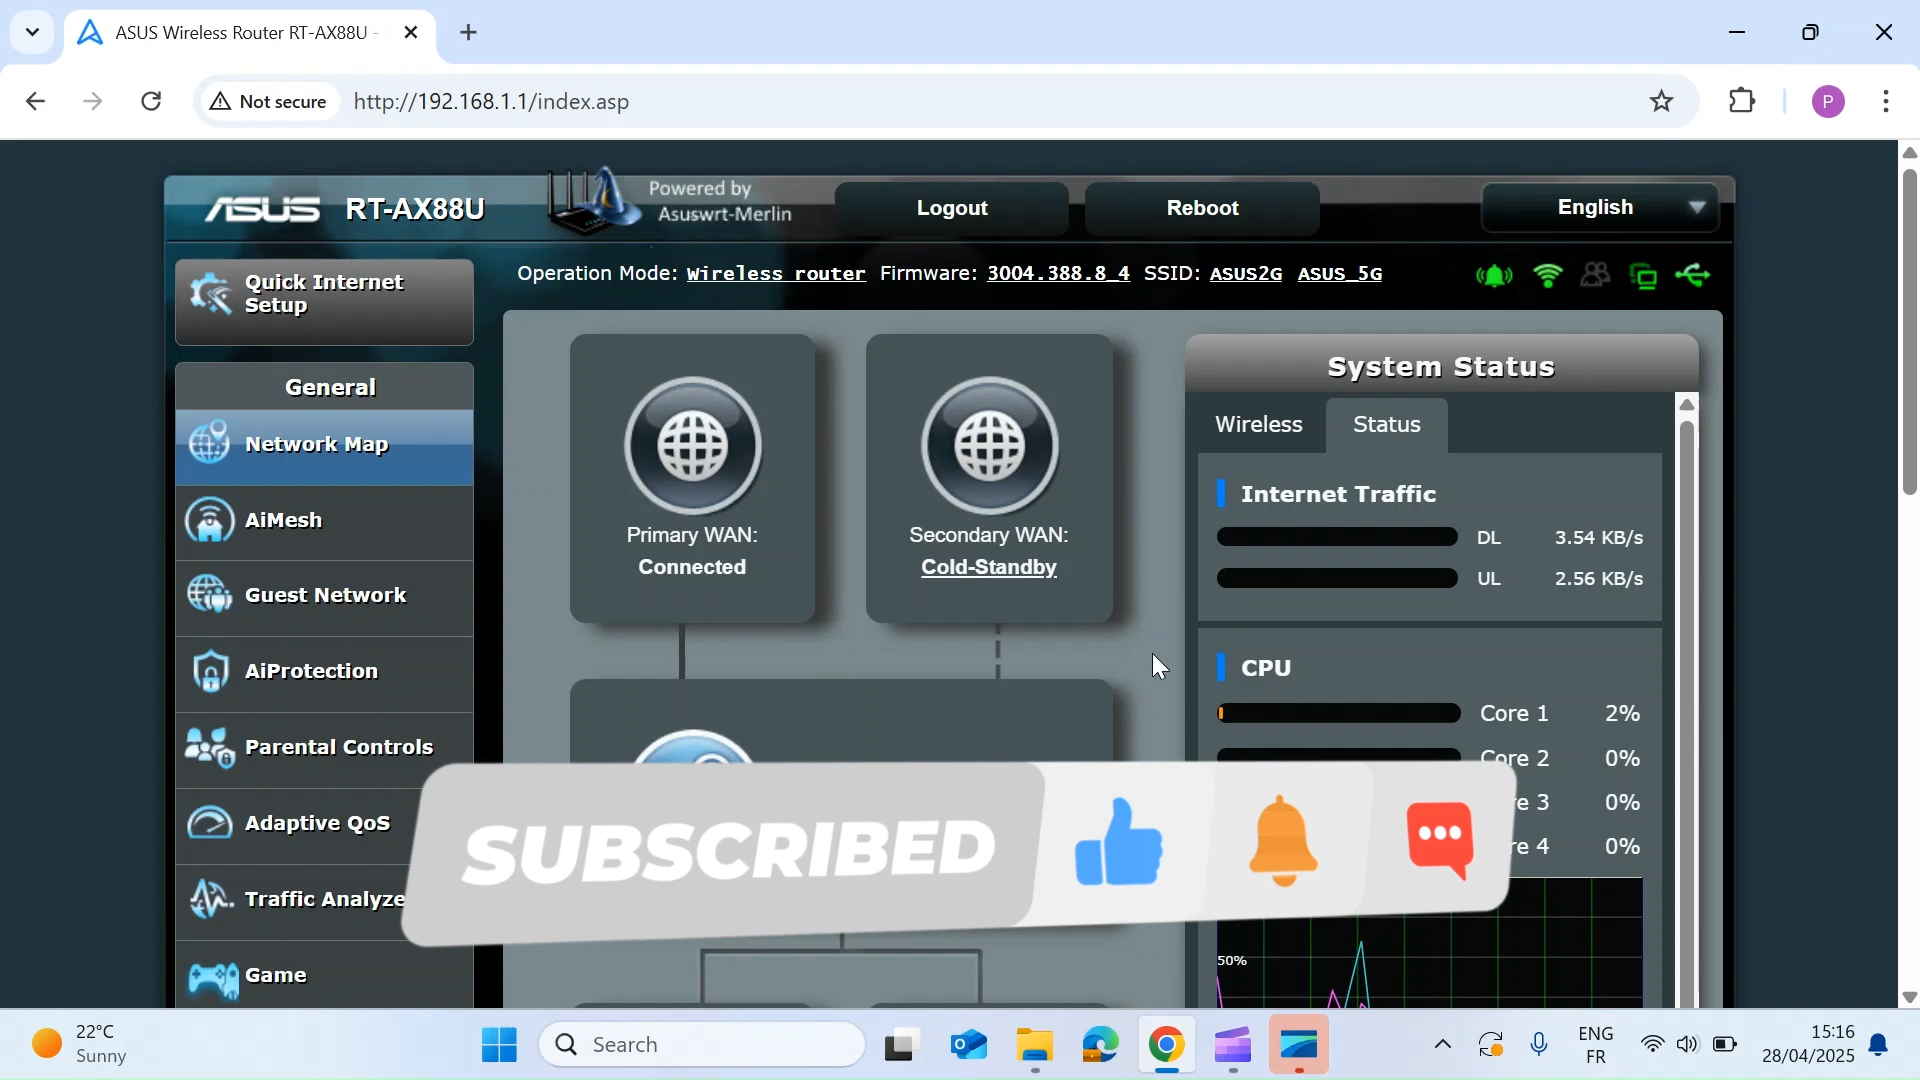 ASUS Wireless Router RT-AX88U -
Not secure
http://192.168.1.1/index.asp
P
ASUS RT-AX88U
Powered by
Asuswrt-Merlin
Logout
Reboot
English
Operation Mode: Wireless router Firmware: 3004.388.8_4 SSID: ASUS2G ASUS_5G
Quick Internet
Setup
General
Network Map
AiMesh
Guest Network
AiProtection
Parental Controls
Adaptive QoS
Traffic Analyze
Game
Primary WAN:
Connected
Secondary WAN:
Cold-Standby
System Status
Wireless
Status
Internet Traffic
DL 3.54 KB/s
UL 2.56 KB/s
CPU
Core 1 2%
Core 2 0%
re 3 0%
re 4 0%
50%
SUBSCRIBED
22°C
Sunny
Search
ENG
FR
15:16
28/04/2025